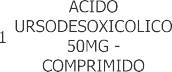 ACIDO
1 URSODESOXICOLICO
50MG -
COMPRIMIDO